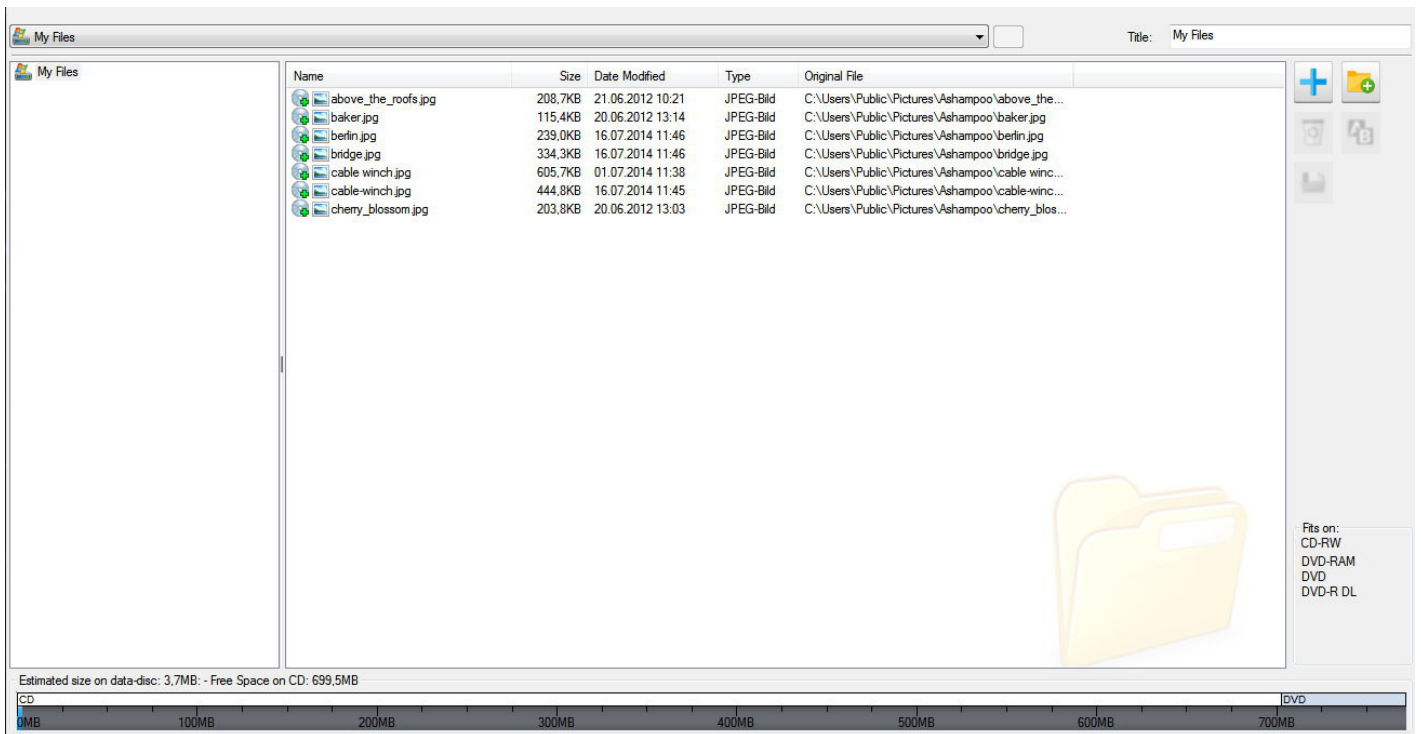 My Files Title: My Files
My Files
Name Size Date Modified Type Original File
above_the_roofs.jpg 208,7KB 21.06.2012 10:21 JPEG-Bild C:\Users\Public\Pictures\Ashampoo\above_the...
baker.jpg 115,4KB 20.06.2012 13:14 JPEG-Bild C:\Users\Public\Pictures\Ashampoo\baker.jpg
berlin.jpg 239,0KB 16.07.2014 11:46 JPEG-Bild C:\Users\Public\Pictures\Ashampoo\berlin.jpg
bridge.jpg 334,3KB 16.07.2014 11:46 JPEG-Bild C:\Users\Public\Pictures\Ashampoo\bridge.jpg
cable winch.jpg 605,7KB 01.07.2014 11:38 JPEG-Bild C:\Users\Public\Pictures\Ashampoo\cable winc...
cable-winch.jpg 444,8KB 16.07.2014 11:45 JPEG-Bild C:\Users\Public\Pictures\Ashampoo\cable-winc...
cherry_blossom.jpg 203,8KB 20.06.2012 13:03 JPEG-Bild C:\Users\Public\Pictures\Ashampoo\cherry_blos...
Fits on:
CD-RW
DVD-RAM
DVD
DVD-R DL
Estimated size on data-disc: 3,7MB: - Free Space on CD: 699,5MB
CD DVD
0MB 100MB 200MB 300MB 400MB 500MB 600MB 700MB